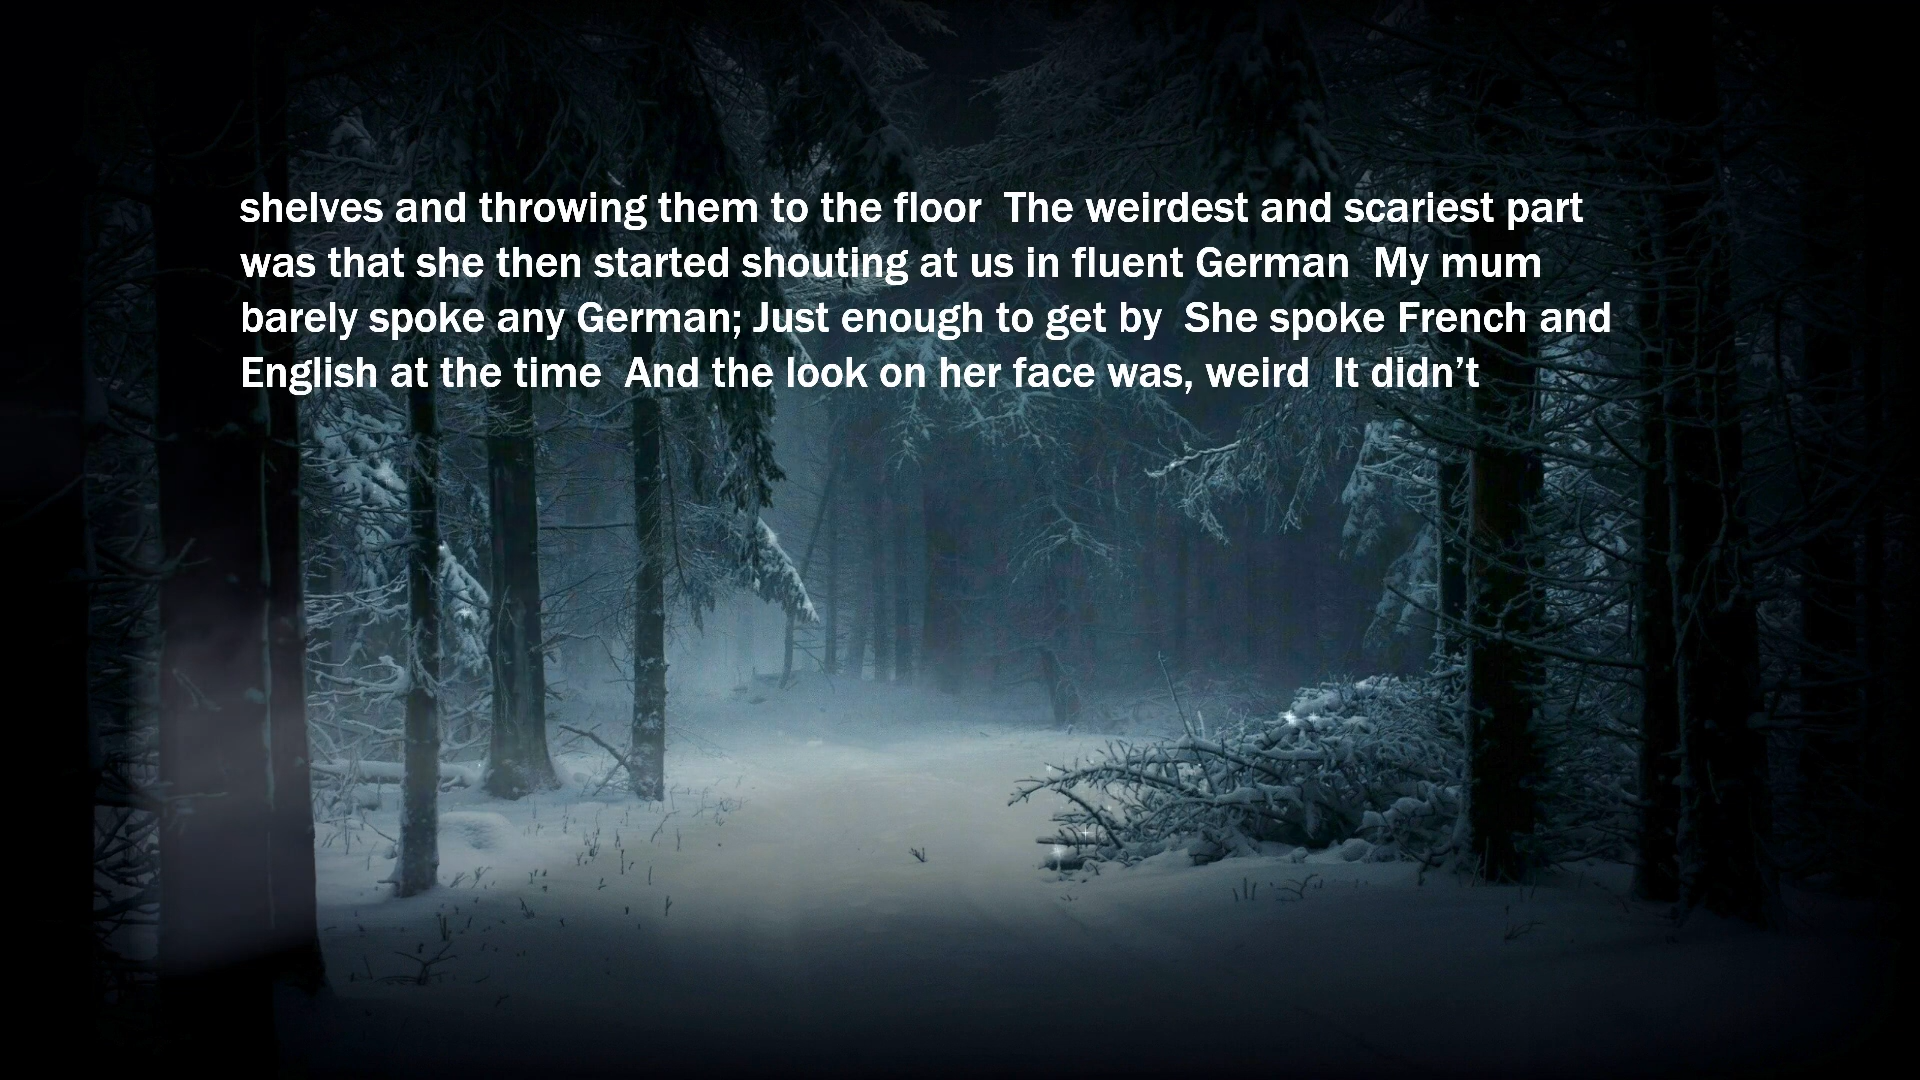 shelves and throwing them to the floor  The weirdest and scariest part
was that she then started shouting at us in fluent German  My mum
barely spoke any German; Just enough to get by  She spoke French and
English at the time  And the look on her face was, weird  It didn’t